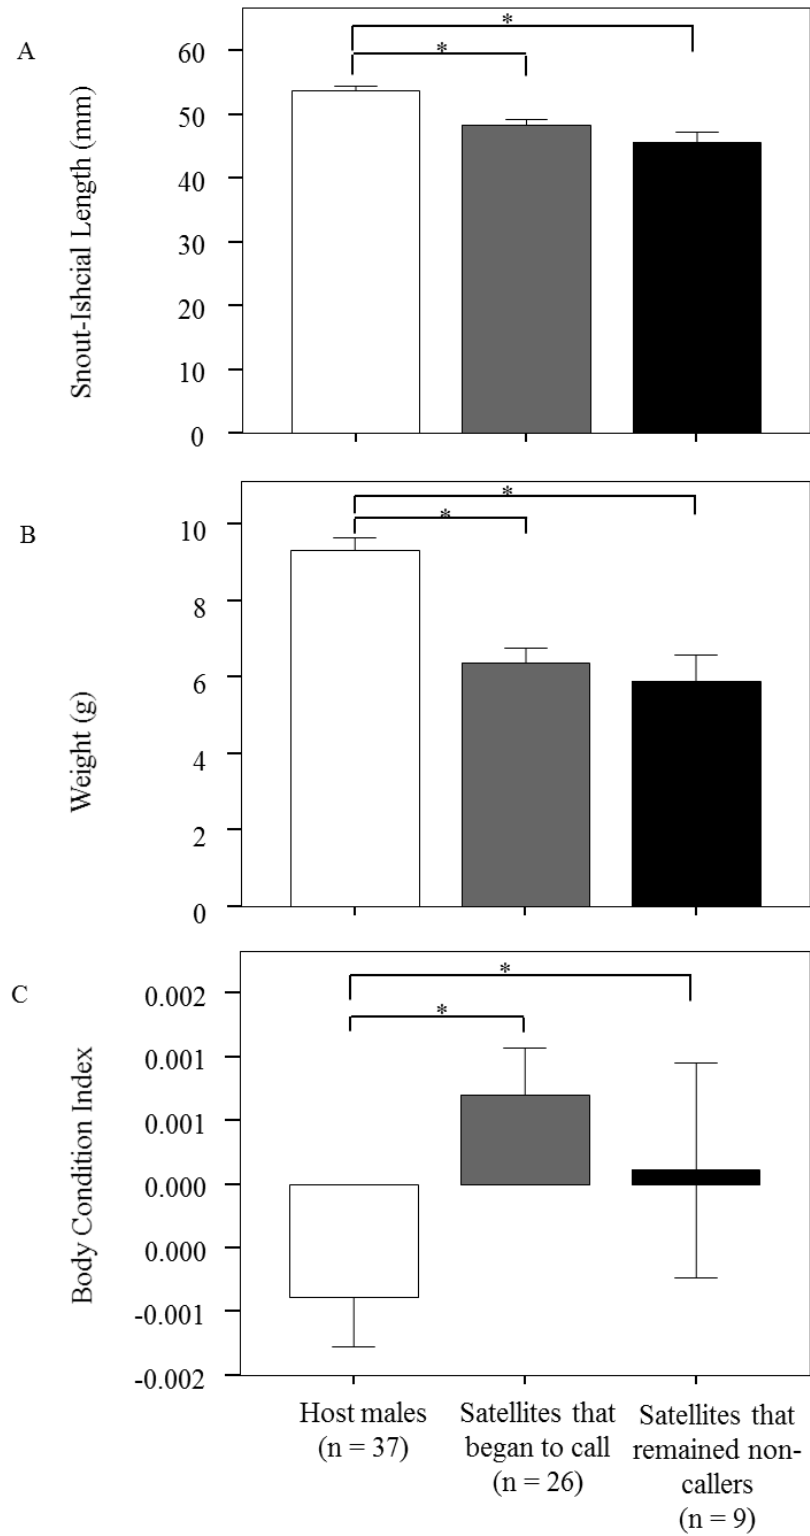 A
*
*
60
50
40
30
20
10
0
Snout-Ishcial Length (mm)
B
*
*
10
8
6
4
2
0
Weight (g)
C
*
*
0.002
0.001
0.001
0.000
0.000
-0.001
-0.002
Body Condition Index
Host males
(n = 37)
Satellites that
began to call
(n = 26)
Satellites that
remained non-
callers
(n = 9)